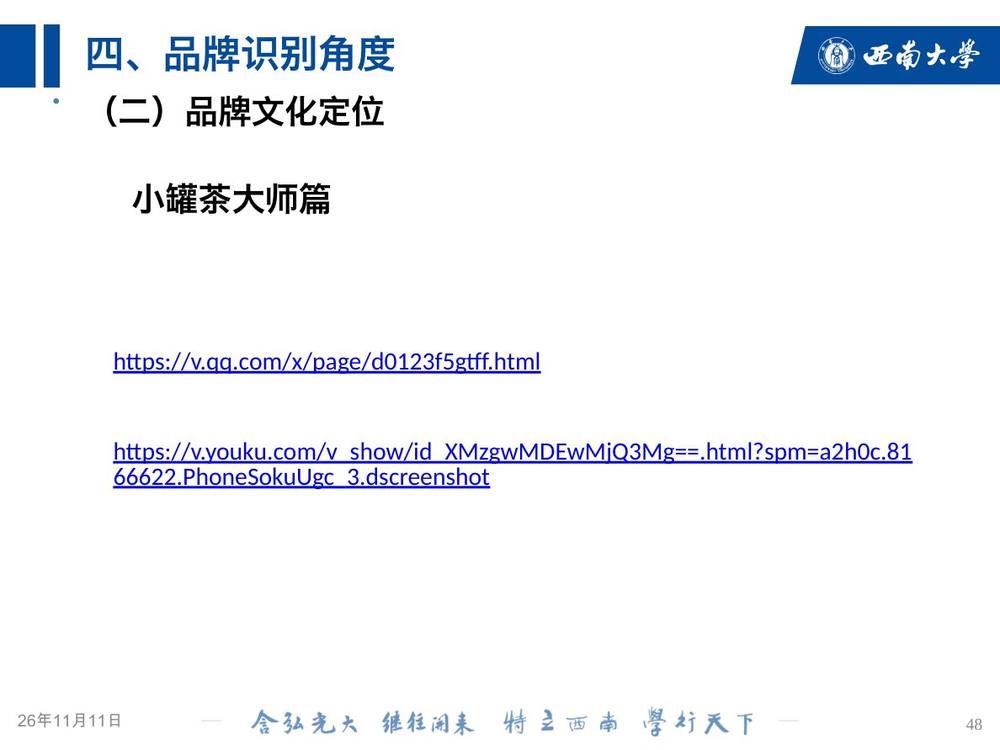 四、品牌识别角度
西南大学
（二）品牌文化定位
小罐茶大师篇
https://v.qq.com/x/page/d0123f5gtff.html
https://v.youku.com/v_show/id_XMzgwMDEwMjQ3Mg==.html?spm=a2h0c.81
66622.PhoneSokuUgc_3.dscreenshot
26年11月11日
含弘光大 继往开来 特立西南 學行天下
48